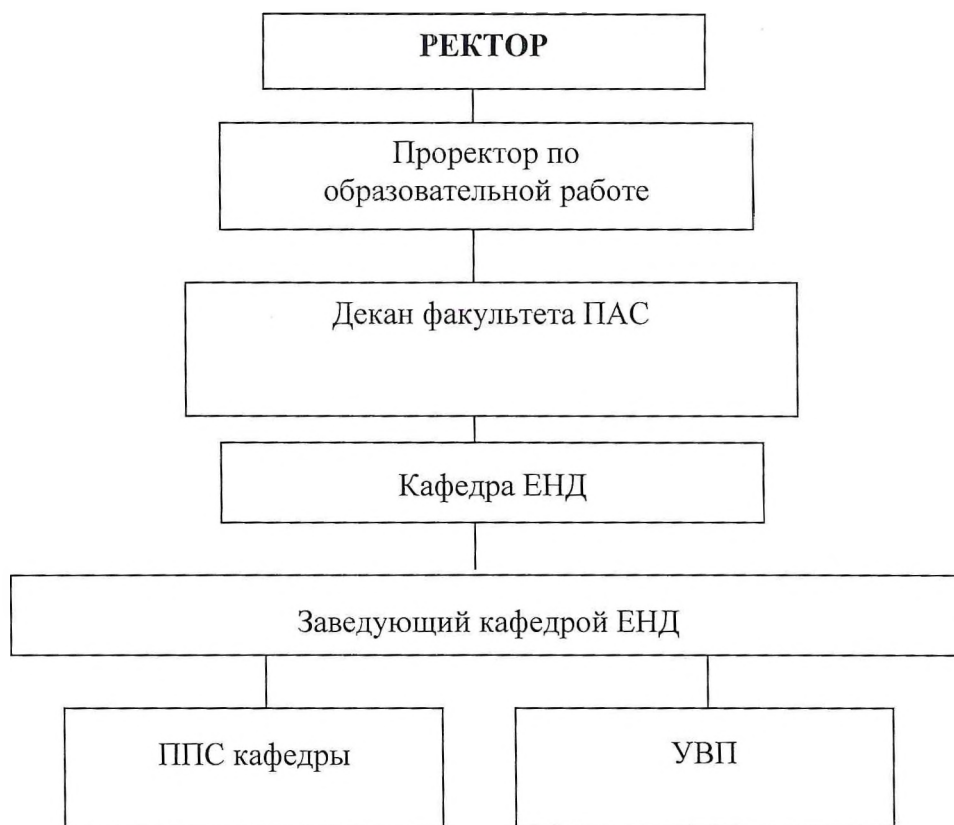 РЕКТОР
Проректор по
образовательной работе
Декан факультета ПАС
Кафедра ЕНД
Заведующий кафедрой ЕНД
ППС кафедры
УВП